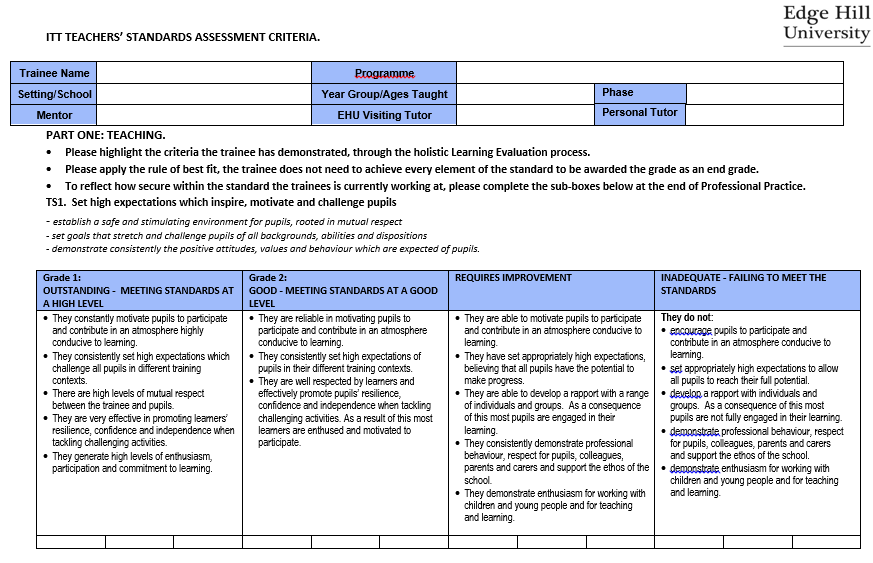 Edge Hill
University
ITT TEACHERS' STANDARDS ASSESSMENT CRITERIA.
Trainee Name
Programme
Setting/School
Year Group/Ages Taught
Phase
Mentor
EHU Visiting Tutor
Personal Tutor
PART ONE: TEACHING.
• Please highlight the criteria the trainee has demonstrated, through the holistic Learning Evaluation process.
• Please apply the rule of best fit, the trainee does not need to achieve every element of the standard to be awarded the grade as an end grade.
• To reflect how secure within the standard the trainees is currently working at, please complete the sub-boxes below at the end of Professional Practice.
TS1. Set high expectations which inspire, motivate and challenge pupils
- establish a safe and stimulating environment for pupils, rooted in mutual respect
- set goals that stretch and challenge pupils of all backgrounds, abilities and dispositions
- demonstrate consistently the positive attitudes, values and behaviour which are expected of pupils.
Grade 1:
OUTSTANDING - MEETING STANDARDS AT
A HIGH LEVEL
• They constantly motivate pupils to participate
and contribute in an atmosphere highly
conducive to learning.
• They consistently set high expectations which
challenge all pupils in different training
contexts.
• There are high levels of mutual respect
between the trainee and pupils.
• They are very effective in promoting learners'
resilience, confidence and independence when
tackling challenging activities.
• They generate high levels of enthusiasm,
participation and commitment to learning.
Grade 2:
GOOD - MEETING STANDARDS AT A GOOD
LEVEL
• They are reliable in motivating pupils to
participate and contribute in an atmosphere
conducive to learning.
• They consistently set high expectations of
pupils in their different training contexts.
• They are well respected by learners and
effectively promote pupils' resilience,
confidence and independence when tackling
challenging activities. As a result of this most
learners are enthused and motivated to
participate.
REQUIRES IMPROVEMENT
• They are able to motivate pupils to participate
and contribute in an atmosphere conducive to
learning.
• They have set appropriately high expectations,
believing that all pupils have the potential to
make progress.
• They are able to develop a rapport with a range
of individuals and groups. As a consequence
of this most pupils are engaged in their
learning.
• They consistently demonstrate professional
behaviour, respect for pupils, colleagues,
parents and carers and support the ethos of the
school.
• They demonstrate enthusiasm for working with
children and young people and for teaching
and learning.
INADEQUATE - FAILING TO MEET THE
STANDARDS
They do not:
• encourage pupils to participate and
contribute in an atmosphere conducive to
learning.
• set appropriately high expectations to allow
all pupils to reach their full potential.
• develop a rapport with individuals and
groups. As a consequence of this most
pupils are not fully engaged in their learning.
• demonstrate professional behaviour, respect
for pupils, colleagues, parents and carers
and support the ethos of the school.
• demonstrate enthusiasm for working with
children and young people and for teaching
and learning.